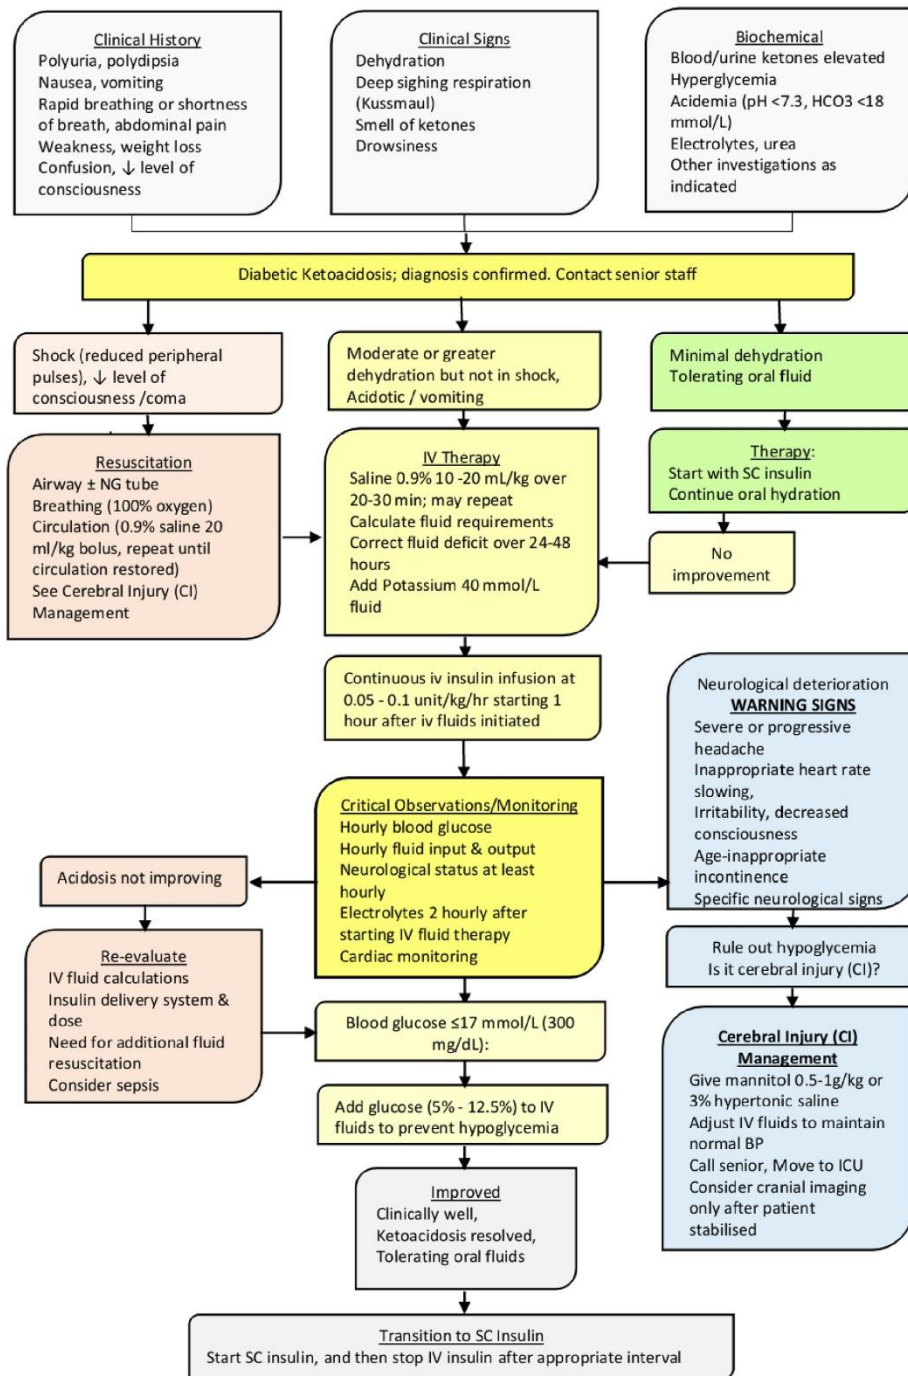 Clinical History
Polyuria, polydipsia
Nausea, vomiting
Rapid breathing or shortness
of breath, abdominal pain
Weakness, weight loss
Confusion, ↓ level of
consciousness
Clinical Signs
Dehydration
Deep sighing respiration
(Kussmaul)
Smell of ketones
Drowsiness
Biochemical
Blood/urine ketones elevated
Hyperglycemia
Acidemia (pH <7.3, HCO3 <18
mmol/L)
Electrolytes, urea
Other investigations as
indicated
Diabetic Ketoacidosis; diagnosis confirmed. Contact senior staff
Shock (reduced peripheral
pulses), ↓ level of
consciousness /coma
Moderate or greater
dehydration but not in shock,
Acidotic / vomiting
Minimal dehydration
Tolerating oral fluid
Resuscitation
Airway ± NG tube
Breathing (100% oxygen)
Circulation (0.9% saline 20
ml/kg bolus, repeat until
circulation restored)
See Cerebral Injury (CI)
Management
IV Therapy
Saline 0.9% 10 -20 mL/kg over
20-30 min; may repeat
Calculate fluid requirements
Correct fluid deficit over 24-48
hours
Add Potassium 40 mmol/L
fluid
Therapy:
Start with SC insulin
Continue oral hydration
No
improvement
Continuous iv insulin infusion at
0.05 - 0.1 unit/kg/hr starting 1
hour after iv fluids initiated
Critical Observations/Monitoring
Hourly blood glucose
Hourly fluid input & output
Neurological status at least
hourly
Electrolytes 2 hourly after
starting IV fluid therapy
Cardiac monitoring
Neurological deterioration
WARNING SIGNS
Severe or progressive
headache
Inappropriate heart rate
slowing,
Irritability, decreased
consciousness
Age-inappropriate
incontinence
Specific neurological signs
Acidosis not improving
Re-evaluate
IV fluid calculations
Insulin delivery system &
dose
Need for additional fluid
resuscitation
Consider sepsis
Rule out hypoglycemia
Is it cerebral injury (CI)?
Blood glucose ≤17 mmol/L (300
mg/dL):
Add glucose (5% - 12.5%) to IV
fluids to prevent hypoglycemia
Cerebral Injury (CI)
Management
Give mannitol 0.5-1g/kg or
3% hypertonic saline
Adjust IV fluids to maintain
normal BP
Call senior, Move to ICU
Consider cranial imaging
only after patient
stabilised
Improved
Clinically well,
Ketoacidosis resolved,
Tolerating oral fluids
Transition to SC Insulin
Start SC insulin, and then stop IV insulin after appropriate interval